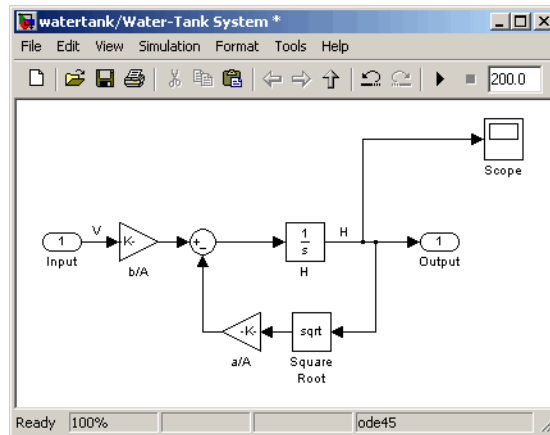 watertank/Water-Tank System *
File Edit View Simulation Format Tools Help
200.0
Scope
V
H
1
K-
+
-
1
s
1
Input
b/A
H
Output
-K-
sqrt
a/A
Square
Root
Ready 100% ode45